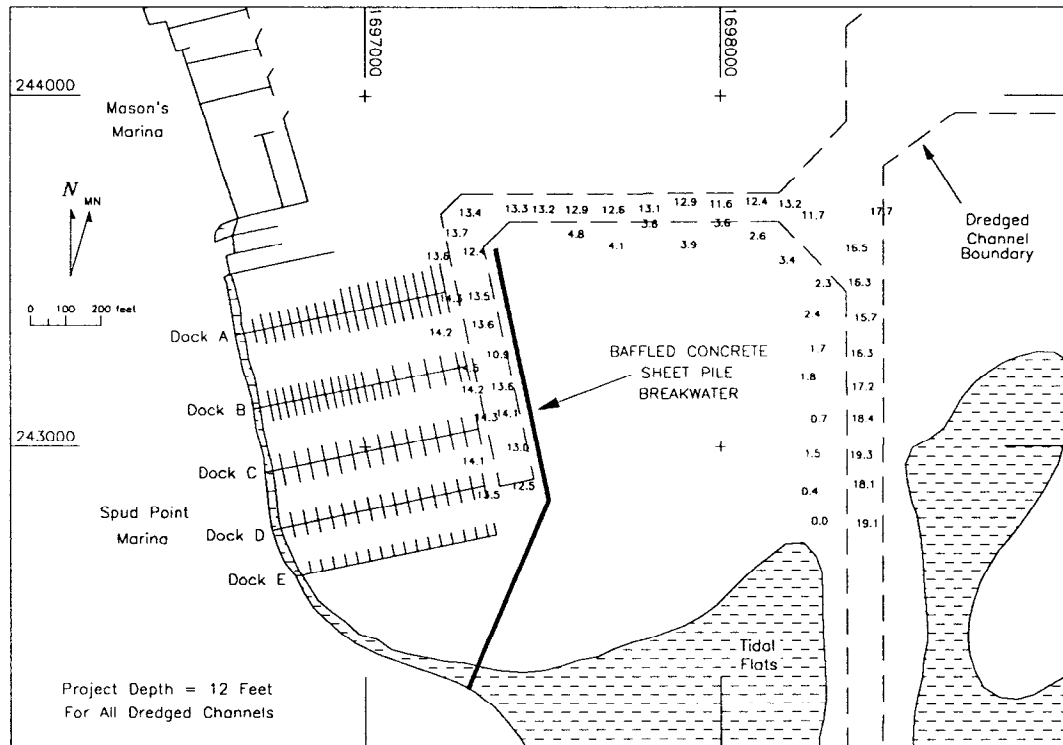 1697000
1698000
244000
Mason's
Marina
N
MN
0 100 200 feet
13.4 13.3 13.2 12.9 12.6 13.1 12.9 11.6 12.4 13.2
11.7
17.7
Dredged
Channel
Boundary
4.8 4.1 3.8 3.9 3.6 2.6
3.4
13.7
12.4
16.5
13.6
2.3 16.3
14.3 13.5
2.4 15.7
14.2 13.6
Dock A
BAFFLED CONCRETE
SHEET PILE
BREAKWATER
10.9
1.7 16.3
14.2 13.6
1.8 17.2
Dock B
14.3 14.1
0.7 18.4
243000
13.0
14.1
1.5 19.3
Dock C
12.5
13.5
0.4 18.1
Spud Point
Marina
Dock D
0.0 19.1
Dock E
Tidal
Flats
Project Depth = 12 Feet
For All Dredged Channels